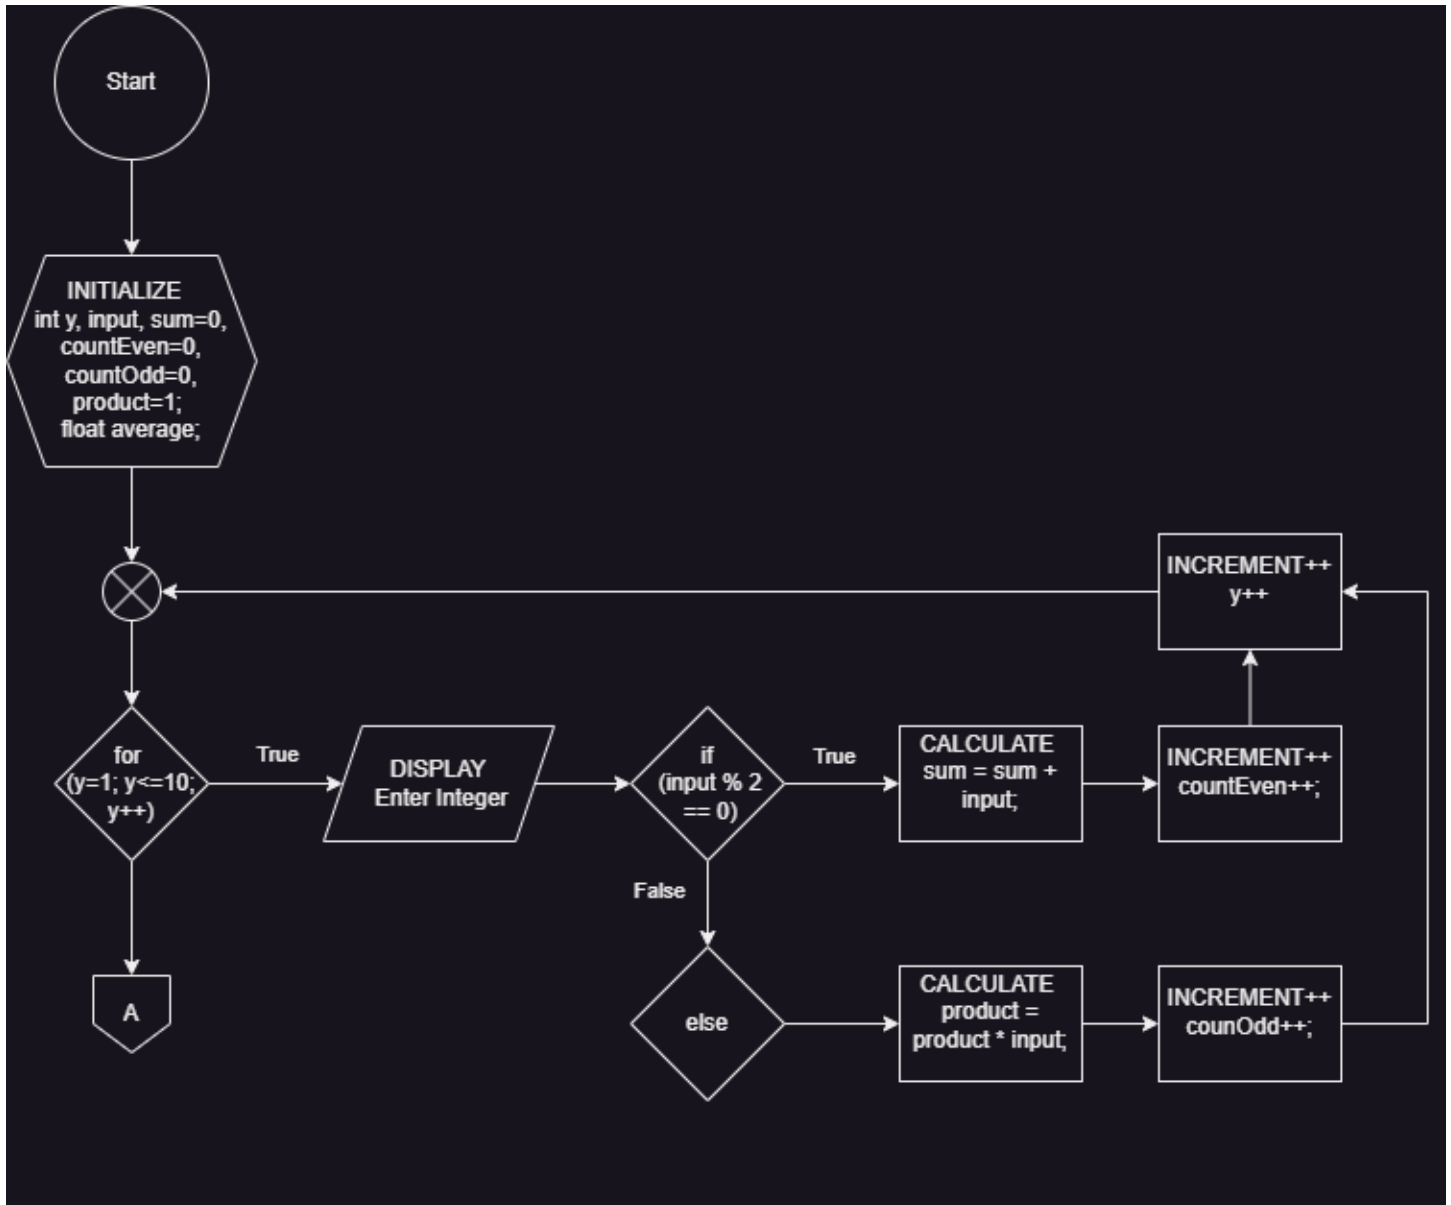 Start
INITIALIZE
int y, input, sum=0,
countEven=0,
countOdd=0,
product=1;
float average;
INCREMENT++
y++
for
(y=1; y<=10;
y++)
True
DISPLAY
Enter Integer
if
(input % 2
== 0)
True
CALCULATE
sum = sum +
input;
INCREMENT++
countEven++;
False
A
else
CALCULATE
product =
product * input;
INCREMENT++
counOdd++;